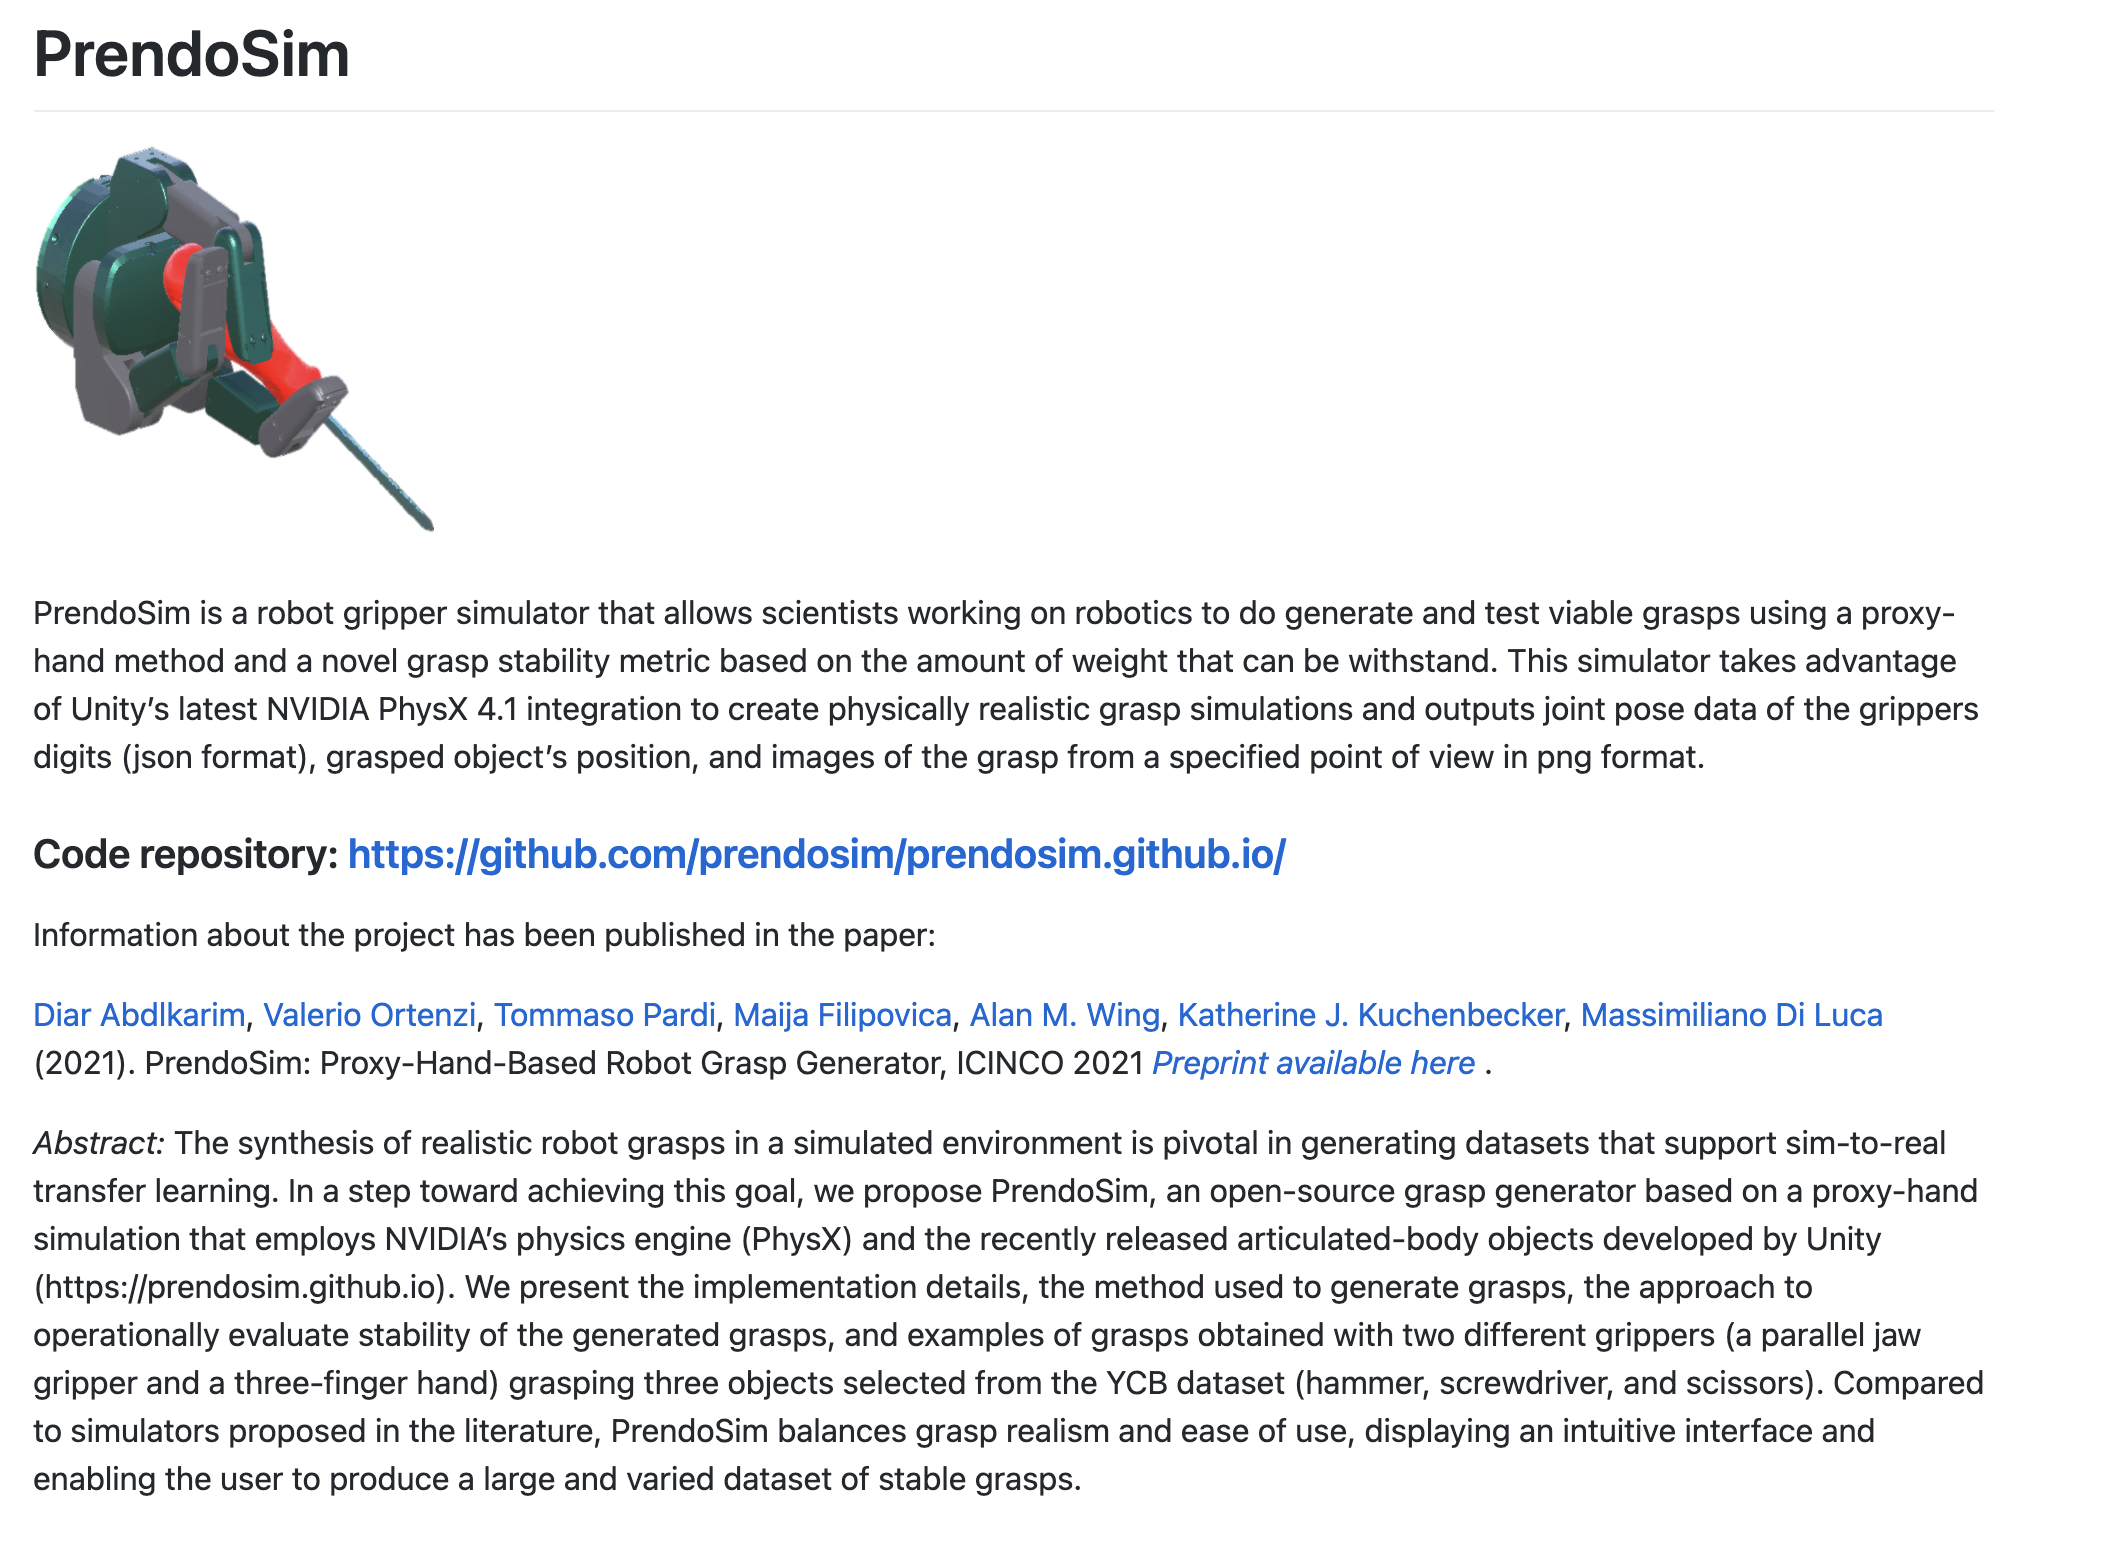 PrendoSim
PrendoSim is a robot gripper simulator that allows scientists working on robotics to do generate and test viable grasps using a proxy-
hand method and a novel grasp stability metric based on the amount of weight that can be withstand. This simulator takes advantage
of Unity’s latest NVIDIA PhysX 4.1 integration to create physically realistic grasp simulations and outputs joint pose data of the grippers
digits (json format), grasped object’s position, and images of the grasp from a specified point of view in png format.
Code repository: https://github.com/prendosim/prendosim.github.io/
Information about the project has been published in the paper:
Diar Abdlkarim, Valerio Ortenzi, Tommaso Pardi, Maija Filipovica, Alan M. Wing, Katherine J. Kuchenbecker, Massimiliano Di Luca
(2021). PrendoSim: Proxy-Hand-Based Robot Grasp Generator, ICINCO 2021 Preprint available here .
Abstract: The synthesis of realistic robot grasps in a simulated environment is pivotal in generating datasets that support sim-to-real
transfer learning. In a step toward achieving this goal, we propose PrendoSim, an open-source grasp generator based on a proxy-hand
simulation that employs NVIDIA’s physics engine (PhysX) and the recently released articulated-body objects developed by Unity
(https://prendosim.github.io). We present the implementation details, the method used to generate grasps, the approach to
operationally evaluate stability of the generated grasps, and examples of grasps obtained with two different grippers (a parallel jaw
gripper and a three-finger hand) grasping three objects selected from the YCB dataset (hammer, screwdriver, and scissors). Compared
to simulators proposed in the literature, PrendoSim balances grasp realism and ease of use, displaying an intuitive interface and
enabling the user to produce a large and varied dataset of stable grasps.